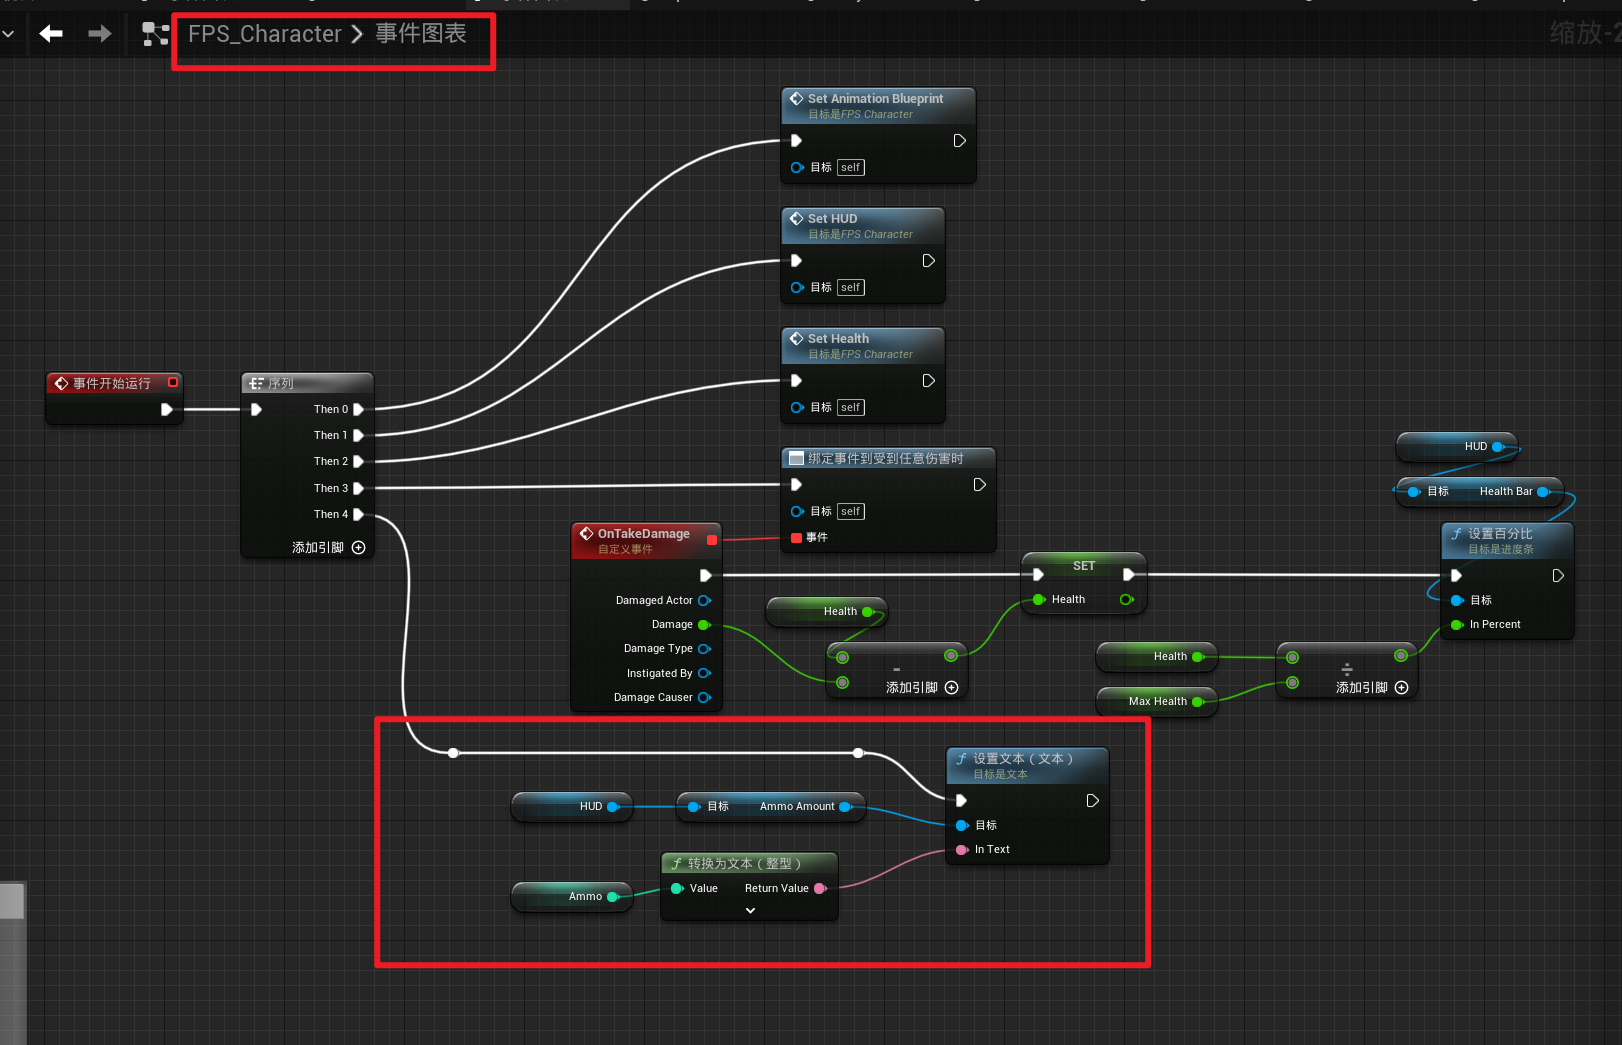 FPS_Character > 事件图表
缩放-2
Set Animation Blueprint
目标是FPS Character
目标 self
Set HUD
目标是FPS Character
目标 self
Set Health
目标是FPS Character
目标 self
事件开始运行
序列
Then 0
Then 1
Then 2
Then 3
Then 4
添加引脚
绑定事件到受到任意伤害时
目标 self
事件
OnTakeDamage
自定义事件
Damaged Actor
Damage
Damage Type
Instigated By
Damage Causer
Health
-
添加引脚
SET
Health
HUD
目标 Health Bar
设置百分比
目标是进度条
目标
In Percent
Health
Max Health
÷
添加引脚
HUD
目标 Ammo Amount
设置文本（文本）
目标是文本
目标
In Text
转换为文本（整型）
Value Return Value
Ammo